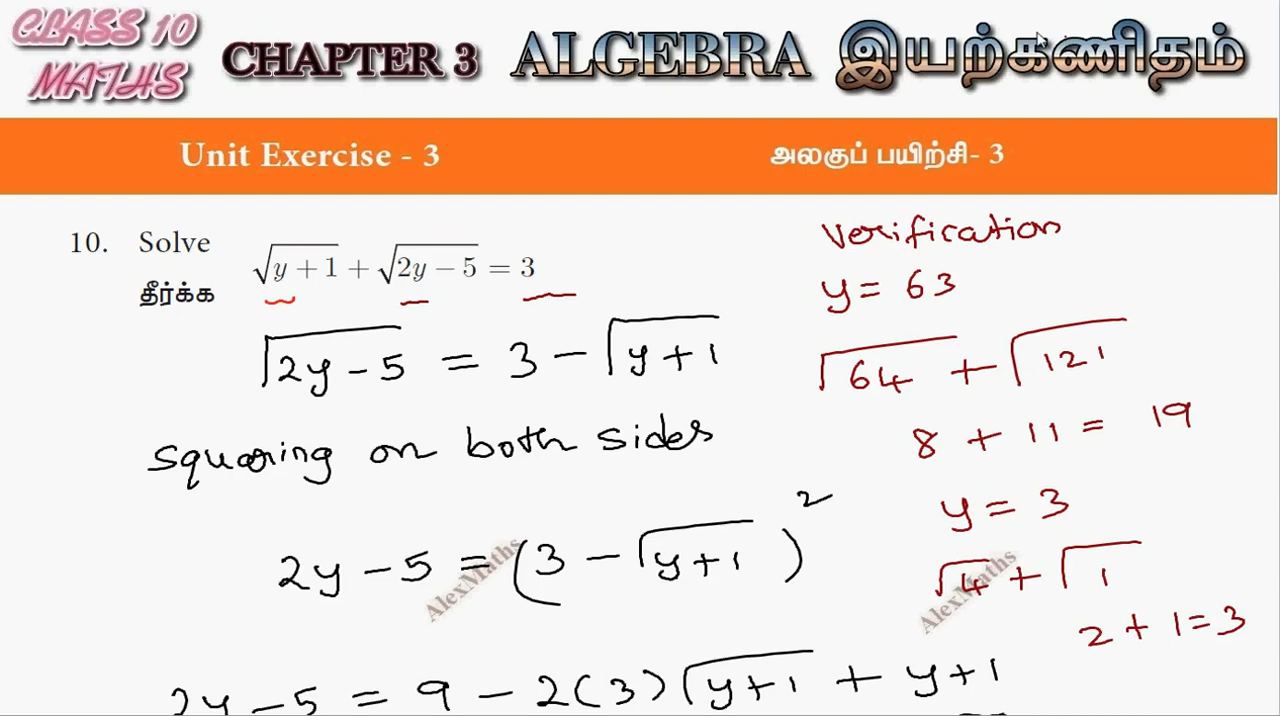 CLASS 10
MATHS
CHAPTER 3 ALGEBRA இயற்கணிதம்
Unit Exercise - 3 அலகுப் பயிற்சி- 3
10. Solve
தீர்க்க √(y + 1) + √(2y − 5) = 3
√(2y − 5) = 3 − √(y + 1)
squaring on both sides
2y − 5 = (3 − √(y + 1))²
2y − 5 = 9 − 2(3)√(y + 1) + y + 1
verification
y = 63
√64 + √121
8 + 11 = 19
y = 3
√4 + √1
2 + 1 = 3
AlexMaths
AlexMaths